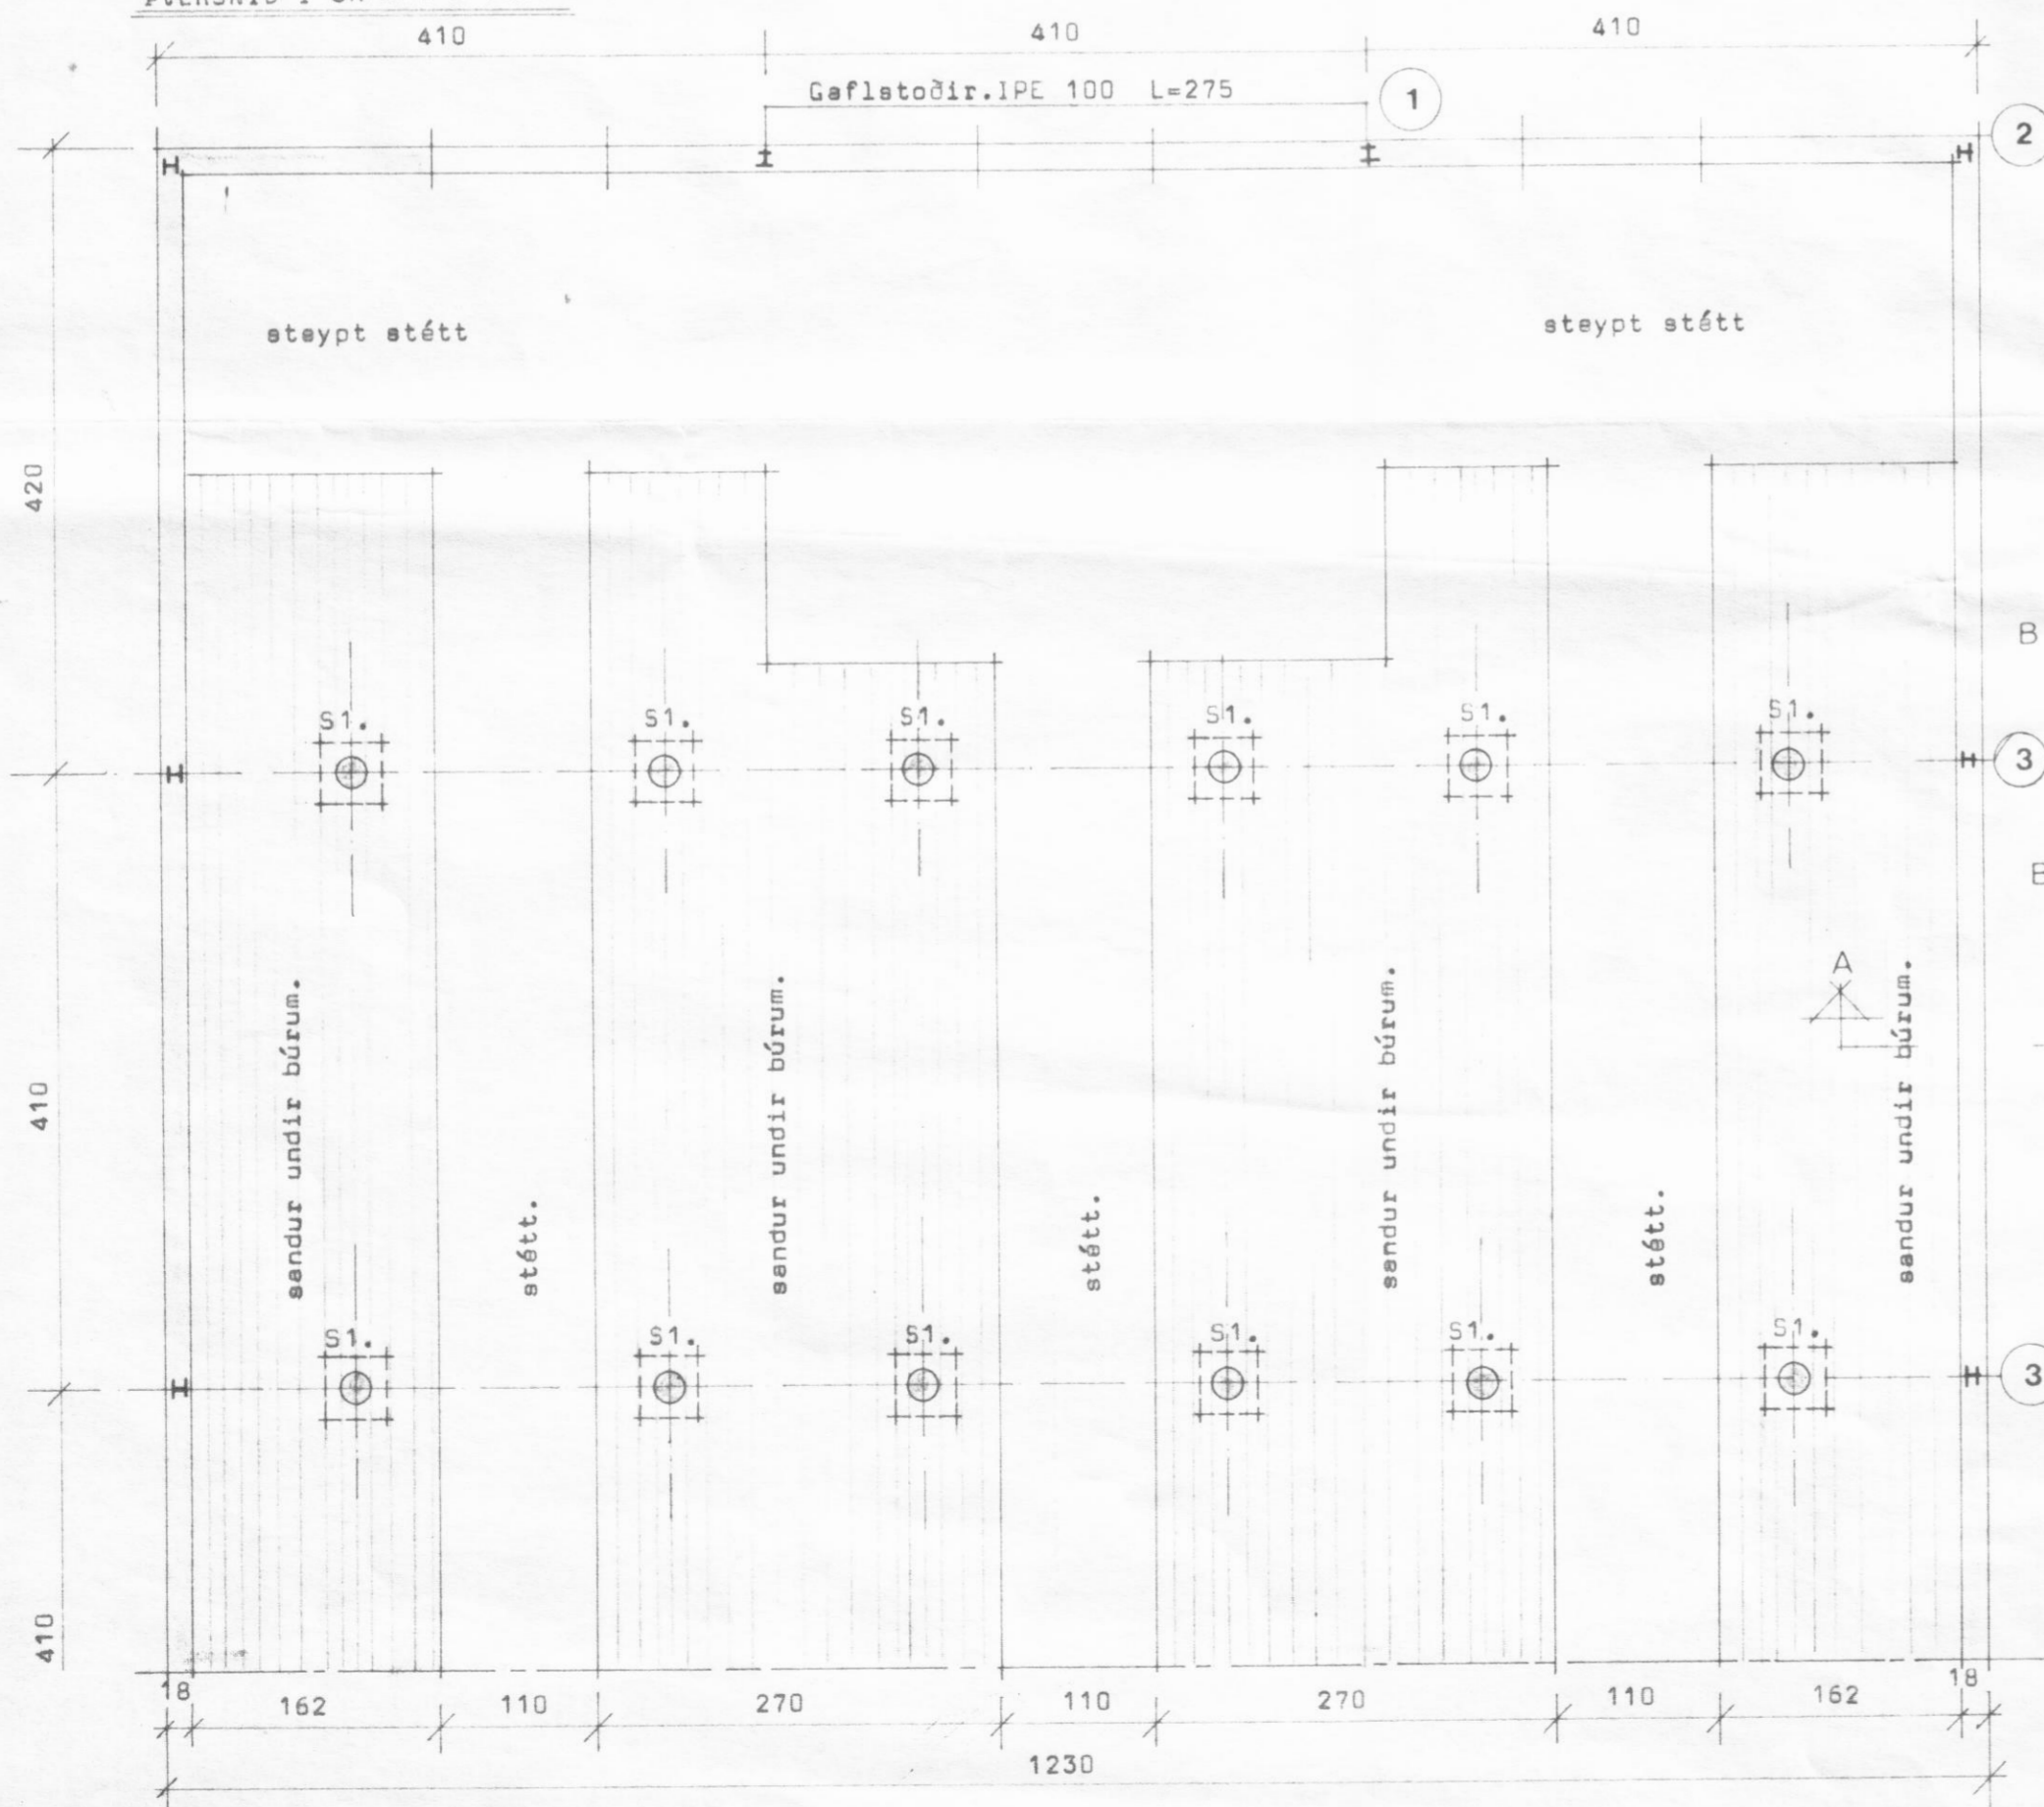 410 410 410
Gaflstoðir.IPE 100 L=275 1
2
steypt stétt steypt stétt
420
B
S1. S1. S1. S1. S1. S1.
3
B
A
sandur undir búrum.
sandur undir búrum.
sandur undir búrum.
sandur undir búrum.
410
stétt.
stétt.
stétt.
S1. S1. S1. S1. S1. S1.
3
410
18 162 110 270 110 270 110 162 18
1230